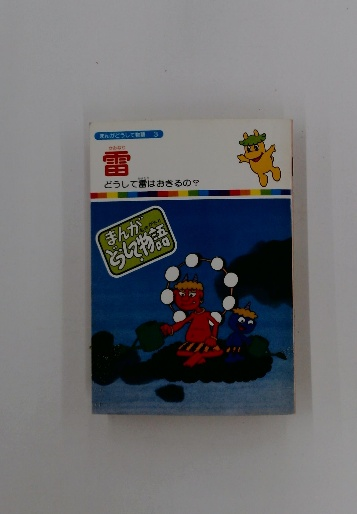 まんがどうして物語 3
かみなり
雷
どうして雷はおきるの?
まんが
どうして物語